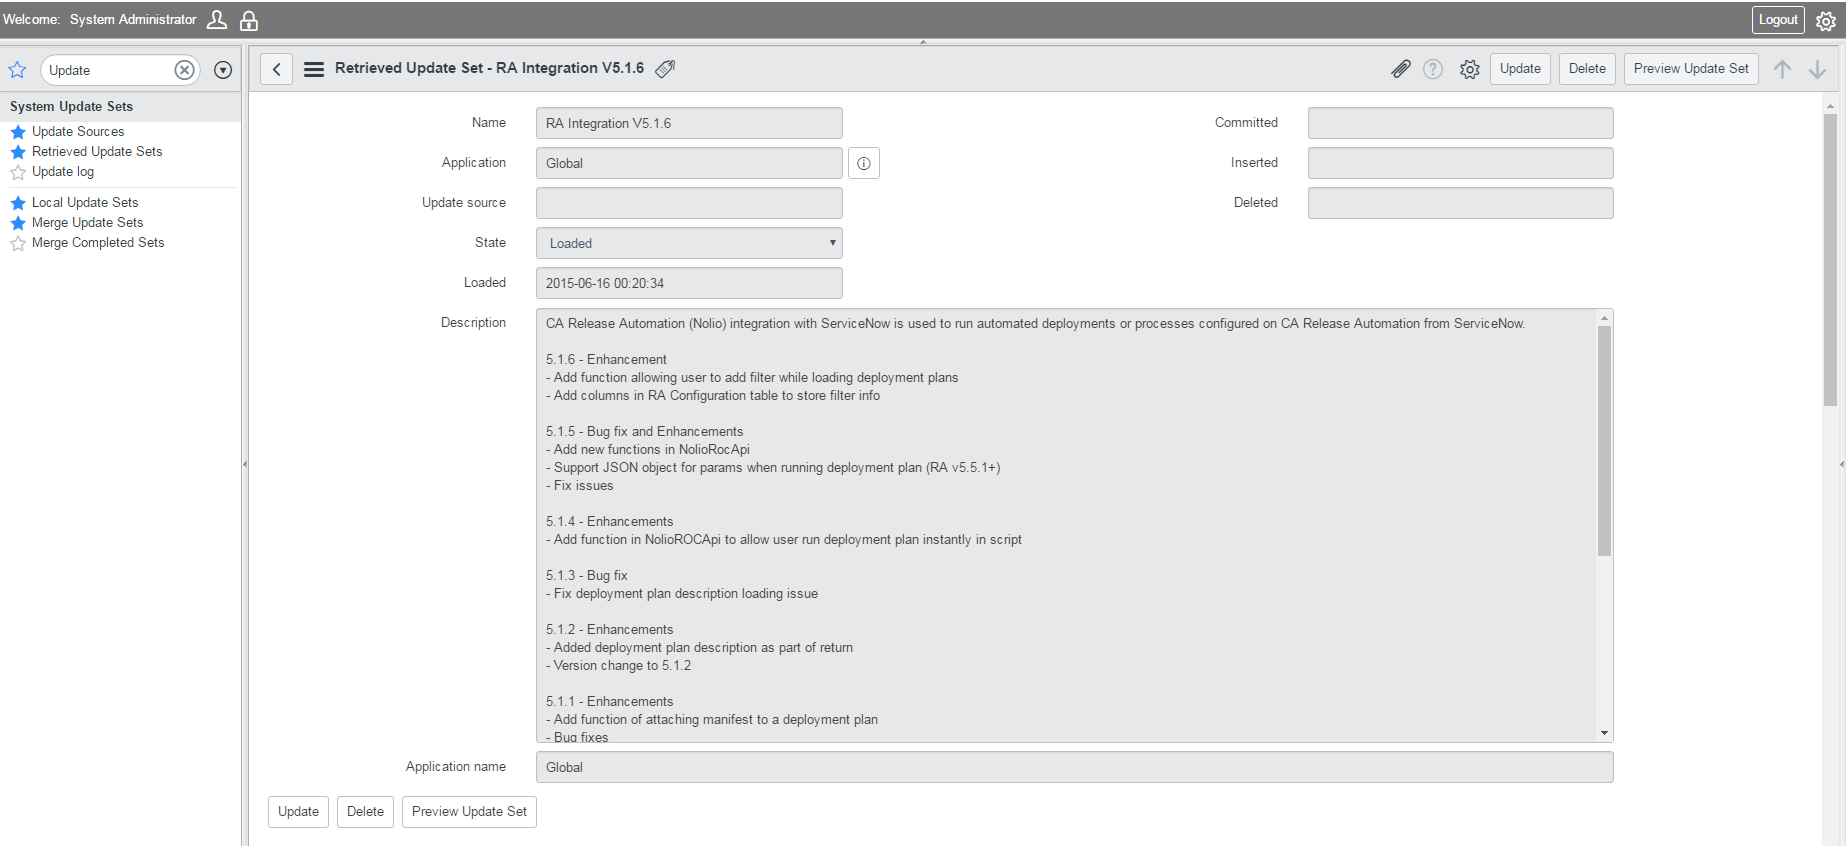 Welcome: System Administrator
Logout
Update
Retrieved Update Set - RA Integration V5.1.6
Update
Delete
Preview Update Set
System Update Sets
Update Sources
Retrieved Update Sets
Update log
Local Update Sets
Merge Update Sets
Merge Completed Sets
Name
RA Integration V5.1.6
Committed
Application
Global
Inserted
Update source
Deleted
State
Loaded
Loaded
2015-06-16 00:20:34
Description
CA Release Automation (Nolio) integration with ServiceNow is used to run automated deployments or processes configured on CA Release Automation from ServiceNow.
5.1.6 - Enhancement
- Add function allowing user to add filter while loading deployment plans
- Add columns in RA Configuration table to store filter info
5.1.5 - Bug fix and Enhancements
- Add new functions in NolioRocApi
- Support JSON object for params when running deployment plan (RA v5.5.1+)
- Fix issues
5.1.4 - Enhancements
- Add function in NolioROCApi to allow user run deployment plan instantly in script
5.1.3 - Bug fix
- Fix deployment plan description loading issue
5.1.2 - Enhancements
- Added deployment plan description as part of return
- Version change to 5.1.2
5.1.1 - Enhancements
- Add function of attaching manifest to a deployment plan
- Bug fixes
Application name
Global
Update
Delete
Preview Update Set